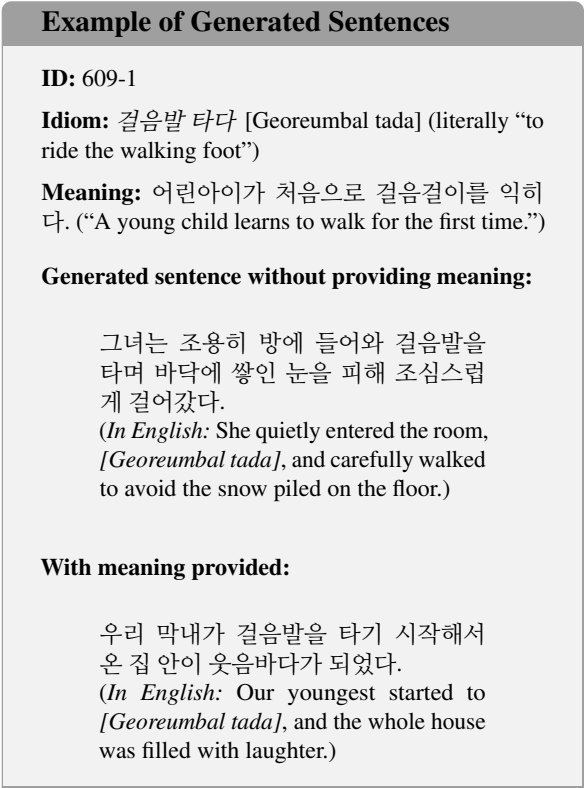 Example of Generated Sentences
ID: 609-1
Idiom: 걸음발 타다 [Georeumbal tada] (literally “to
ride the walking foot”)
Meaning: 어린아이가 처음으로 걸음걸이를 익히
다. (“A young child learns to walk for the first time.”)
Generated sentence without providing meaning:
그녀는 조용히 방에 들어와 걸음발을
타며 바닥에 쌓인 눈을 피해 조심스럽
게 걸어갔다.
(In English: She quietly entered the room,
[Georeumbal tada], and carefully walked
to avoid the snow piled on the floor.)
With meaning provided:
우리 막내가 걸음발을 타기 시작해서
온 집 안이 웃음바다가 되었다.
(In English: Our youngest started to
[Georeumbal tada], and the whole house
was filled with laughter.)